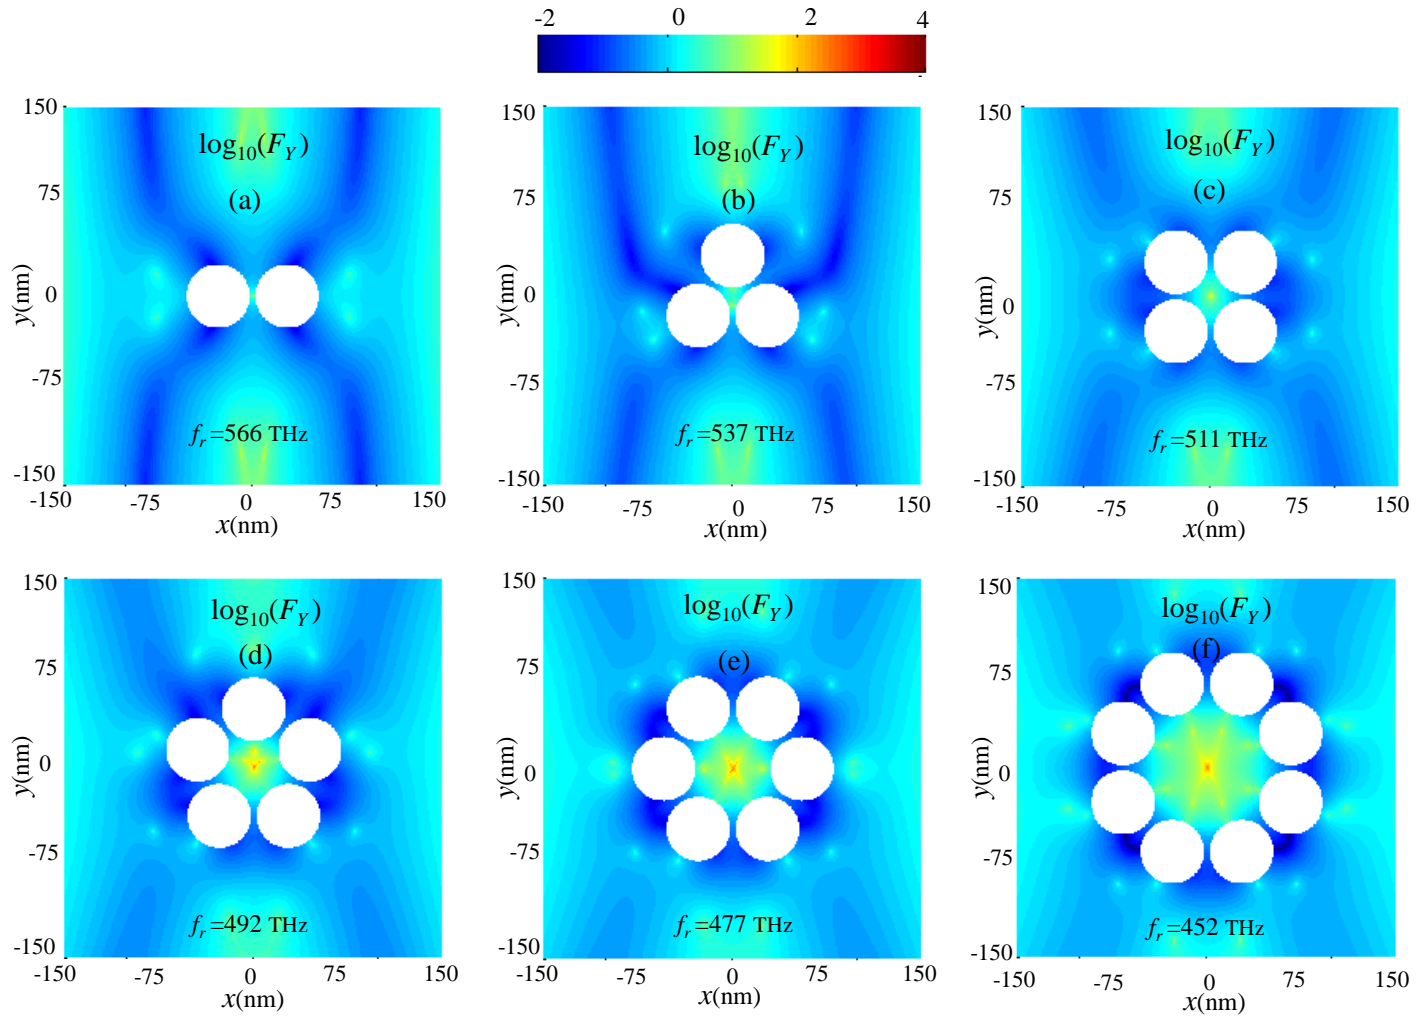 -2 0 2 4
150
log10(FY)
75
(a)
y(nm)
0
-75
fr=566 THz
-150
-150 -75 0 75 150
x(nm)
150
log10(FY)
75
(b)
y(nm)
0
-75
fr=537 THz
-150
-150 -75 0 75 150
x(nm)
150
log10(FY)
75
(c)
y(nm)
0
-75
fr=511 THz
-150
-150 -75 0 75 150
x(nm)
150
log10(FY)
75
(d)
y(nm)
0
-75
fr=492 THz
-150
-150 -75 0 75 150
x(nm)
150
log10(FY)
75
(e)
y(nm)
0
-75
fr=477 THz
-150
-150 -75 0 75 150
x(nm)
150
log10(FY)
75
(f)
y(nm)
0
-75
fr=452 THz
-150
-150 -75 0 75 150
x(nm)